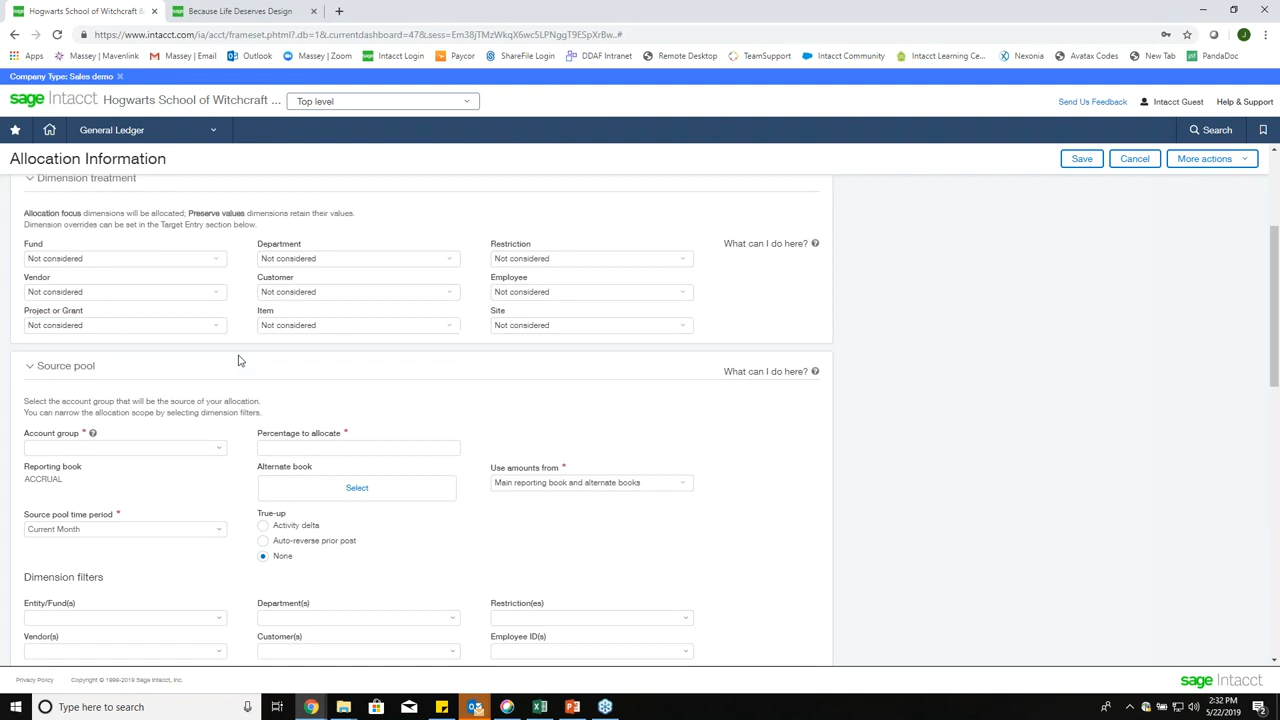 Hogwarts School of Witchcraft &
Because Life Deserves Design
https://www.intacct.com/ia/acct/frameset.phtml?.db=1&currentdashboard=47&.sess=Em38jTMzWkqX6wc5LPNggT9ESpXrBw..#
Apps
Massey | Mavenlink
Massey | Email
Outlook
Massey | Zoom
Intacct Login
Paycor
ShareFile Login
DDAF Intranet
Remote Desktop
TeamSupport
Intacct Community
Intacct Learning Ce...
Nexonia
Avatax Codes
New Tab
PandaDoc
Company Type: Sales demo
sage Intacct Hogwarts School of Witchcraft ... Top level
Send Us Feedback Intacct Guest Help & Support
General Ledger
Search
Allocation Information
Save Cancel More actions
Dimension treatment
Allocation focus dimensions will be allocated; Preserve values dimensions retain their values.
Dimension overrides can be set in the Target Entry section below.
Fund Department Restriction What can I do here?
Not considered Not considered Not considered
Vendor Customer Employee
Not considered Not considered Not considered
Project or Grant Item Site
Not considered Not considered Not considered
Source pool
What can I do here?
Select the account group that will be the source of your allocation.
You can narrow the allocation scope by selecting dimension filters.
Account group * Percentage to allocate *
Reporting book Alternate book Use amounts from *
ACCRUAL
Select
Main reporting book and alternate books
Source pool time period * True-up
Current Month
Activity delta
Auto-reverse prior post
None
Dimension filters
Entity/Fund(s) Department(s) Restriction(es)
Vendor(s) Customer(s) Employee ID(s)
Privacy Policy Copyright © 1999-2019 Sage Intacct, Inc.
sage Intacct
Type here to search
2:32 PM
5/22/2019
2